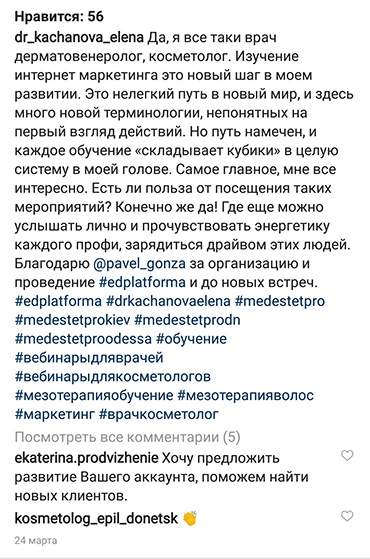 Нравится: 56
dr_kachanova_elena Да, я все таки врач
дерматовенеролог, косметолог. Изучение
интернет маркетинга это новый шаг в моем
развитии. Это нелегкий путь в новый мир, и здесь
много новой терминологии, непонятных на
первый взгляд действий. Но путь намечен, и
каждое обучение «складывает кубики» в целую
систему в моей голове. Самое главное, мне все
интересно. Есть ли польза от посещения таких
мероприятий? Конечно же да! Где еще можно
услышать лично и прочувствовать энергетику
каждого профи, зарядиться драйвом этих людей.
Благодарю @pavel_gonza за организацию и
проведение #edplatforma и до новых встреч.
#edplatforma #drkachanovaelena #medestetpro
#medestetprokiev #medestetprodn
#medestetproodessa #обучение
#вебинарыдляврачей
#вебинарыдлякосметологов
#мезотерапияобучение #мезотерапияволос
#маркетинг #врачкосметолог
Посмотреть все комментарии (5)
ekaterina.prodvizhenie Хочу предложить
развитие Вашего аккаунта, поможем найти
новых клиентов.
kosmetolog_epil_donetsk 👏
24 марта